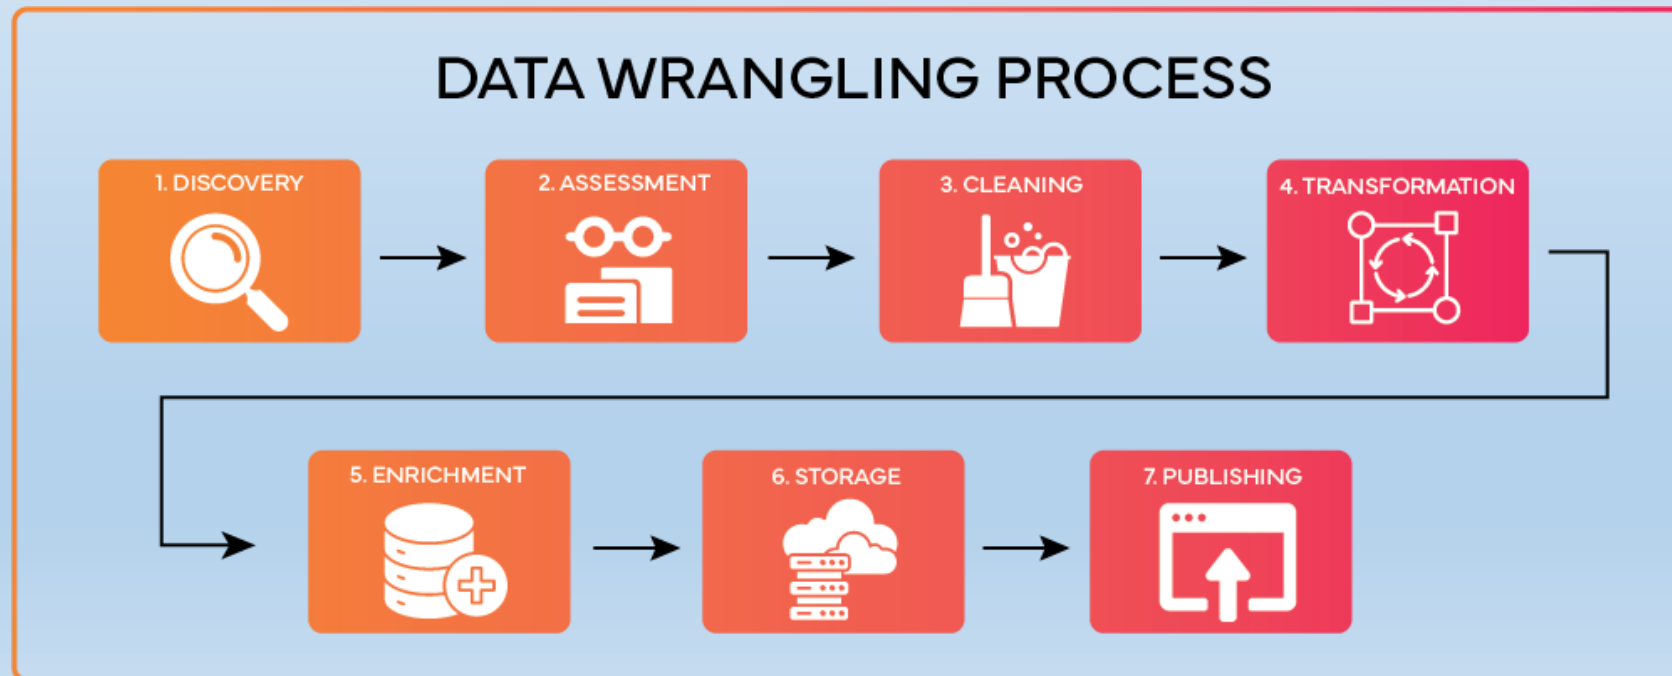 DATA WRANGLING PROCESS
1. DISCOVERY
2. ASSESSMENT
3. CLEANING
4. TRANSFORMATION
5. ENRICHMENT
6. STORAGE
7. PUBLISHING